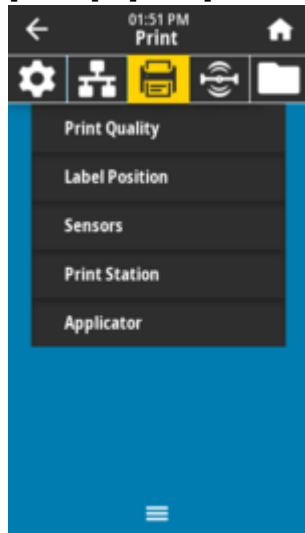 01:51 PM
Print
Print Quality
Label Position
Sensors
Print Station
Applicator